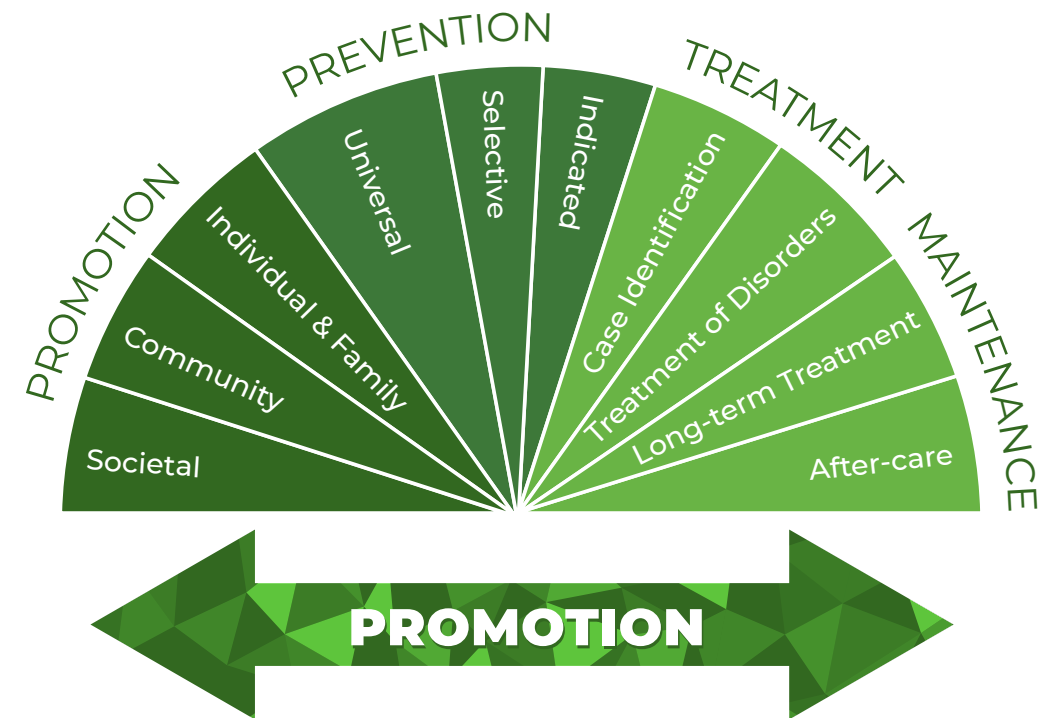 PROMOTION
PREVENTION
TREATMENT
MAINTENANCE
Societal
Community
Individual & Family
Universal
Selective
Indicated
Case Identification
Treatment of Disorders
Long-term Treatment
After-care
PROMOTION